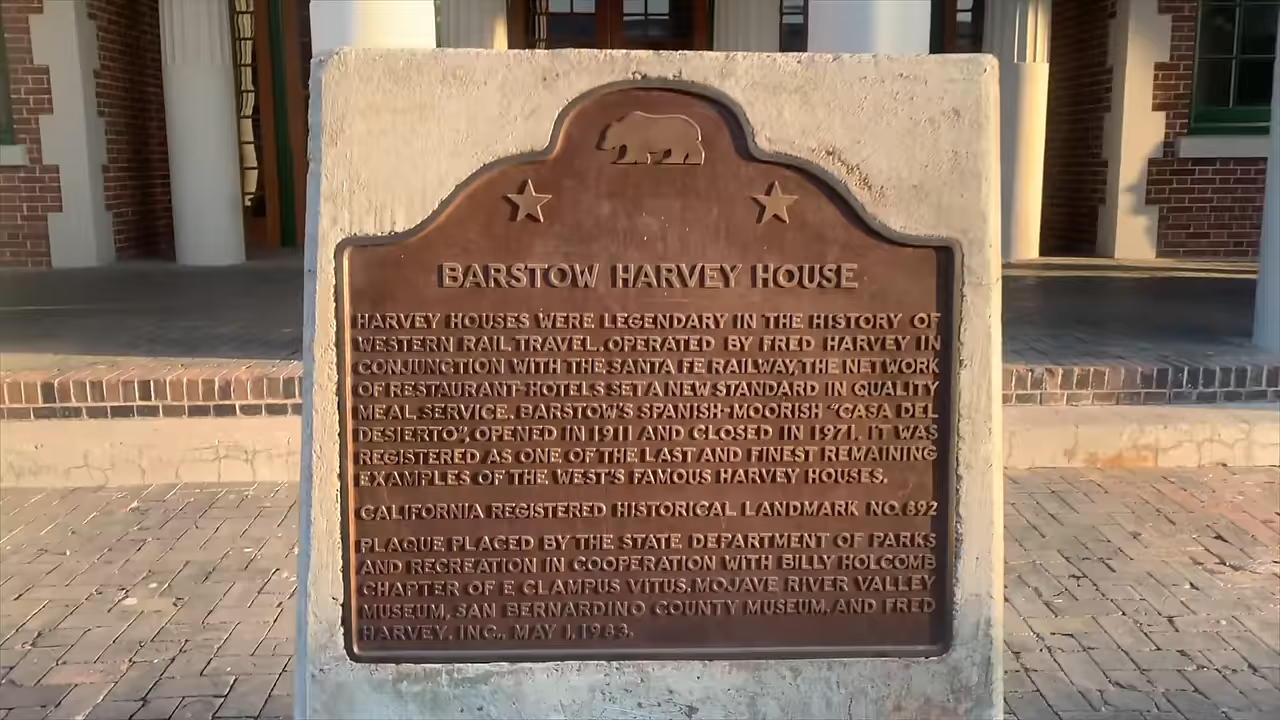 BARSTOW HARVEY HOUSE
HARVEY HOUSES WERE LEGENDARY IN THE HISTORY OF
WESTERN RAIL TRAVEL. OPERATED BY FRED HARVEY IN
CONJUNCTION WITH THE SANTA FE RAILWAY, THE NETWORK
OF RESTAURANT-HOTELS SET A NEW STANDARD IN QUALITY
MEAL SERVICE. BARSTOW'S SPANISH-MOORISH "CASA DEL
DESIERTO", OPENED IN 1911 AND CLOSED IN 1971. IT WAS
REGISTERED AS ONE OF THE LAST AND FINEST REMAINING
EXAMPLES OF THE WEST'S FAMOUS HARVEY HOUSES.
CALIFORNIA REGISTERED HISTORICAL LANDMARK NO. 892
PLAQUE PLACED BY THE STATE DEPARTMENT OF PARKS
AND RECREATION IN COOPERATION WITH BILLY HOLCOMB
CHAPTER OF E CLAMPUS VITUS, MOJAVE RIVER VALLEY
MUSEUM, SAN BERNARDINO COUNTY MUSEUM, AND FRED
HARVEY, INC., MAY 1, 1983.